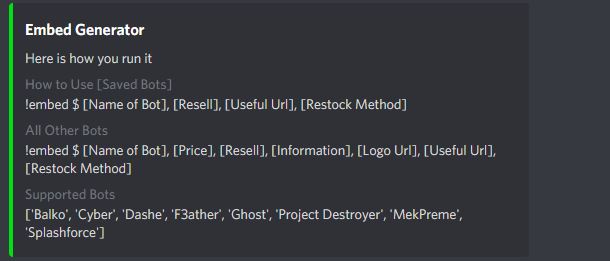 Embed Generator
Here is how you run it
How to Use [Saved Bots]
!embed $ [Name of Bot], [Resell], [Useful Url], [Restock Method]
All Other Bots
!embed $ [Name of Bot], [Price], [Resell], [Information], [Logo Url], [Useful Url],
[Restock Method]
Supported Bots
['Balko', 'Cyber', 'Dashe', 'F3ather', 'Ghost', 'Project Destroyer', 'MekPreme',
'Splashforce']